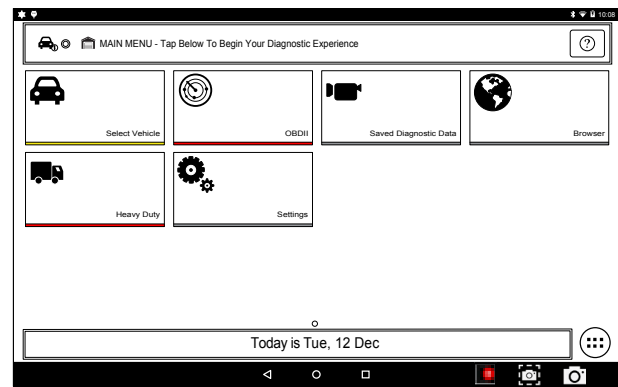 10:08
MAIN MENU - Tap Below To Begin Your Diagnostic Experience
?
Select Vehicle
OBDII
Saved Diagnostic Data
Browser
Heavy Duty
Settings
Today is Tue, 12 Dec